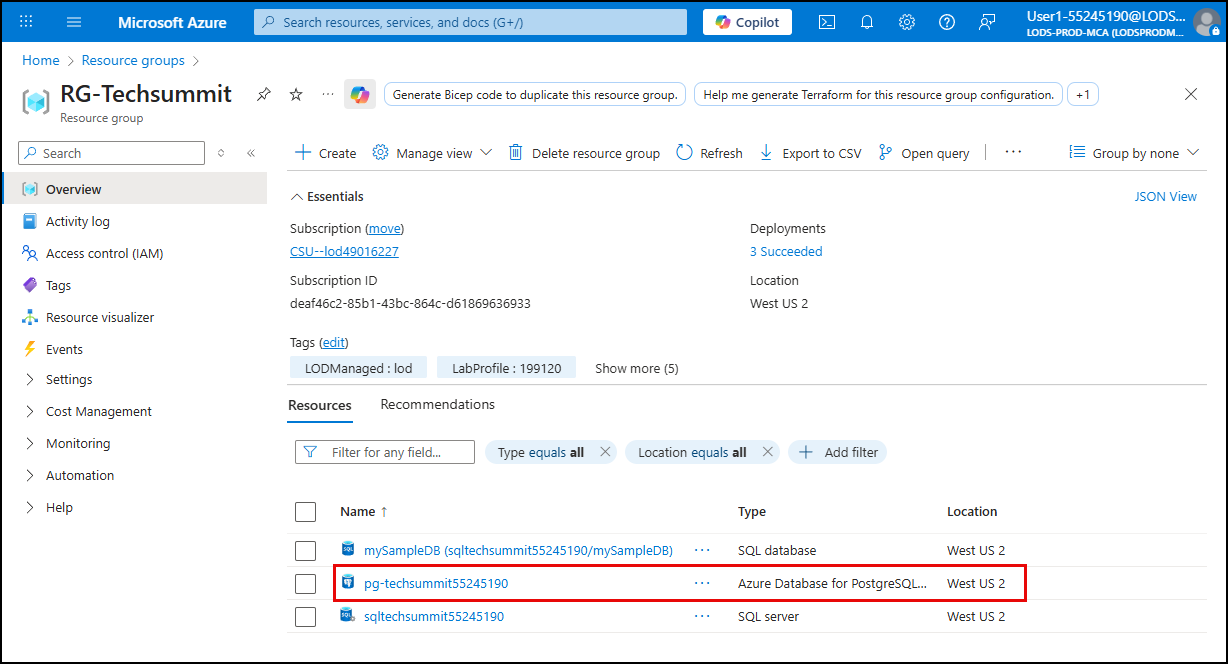 Microsoft Azure
Search resources, services, and docs (G+/)
Copilot
User1-55245190@LODS...
LODS-PROD-MCA (LODSPRODM...
Home > Resource groups >
RG-Techsummit
Resource group
Generate Bicep code to duplicate this resource group.
Help me generate Terraform for this resource group configuration.
+1
Search
Create
Manage view
Delete resource group
Refresh
Export to CSV
Open query
Group by none
Overview
Activity log
Access control (IAM)
Tags
Resource visualizer
Events
Settings
Cost Management
Monitoring
Automation
Help
Essentials
JSON View
Subscription (move)
CSU--lod49016227
Subscription ID
deaf46c2-85b1-43bc-864c-d61869636933
Deployments
3 Succeeded
Location
West US 2
Tags (edit)
LODManaged : lod
LabProfile : 199120
Show more (5)
Resources
Recommendations
Filter for any field...
Type equals all
Location equals all
Add filter
Name ↑ Type Location
mySampleDB (sqltechsummit55245190/mySampleDB) ... SQL database West US 2
pg-techsummit55245190 ... Azure Database for PostgreSQL... West US 2
sqltechsummit55245190 ... SQL server West US 2